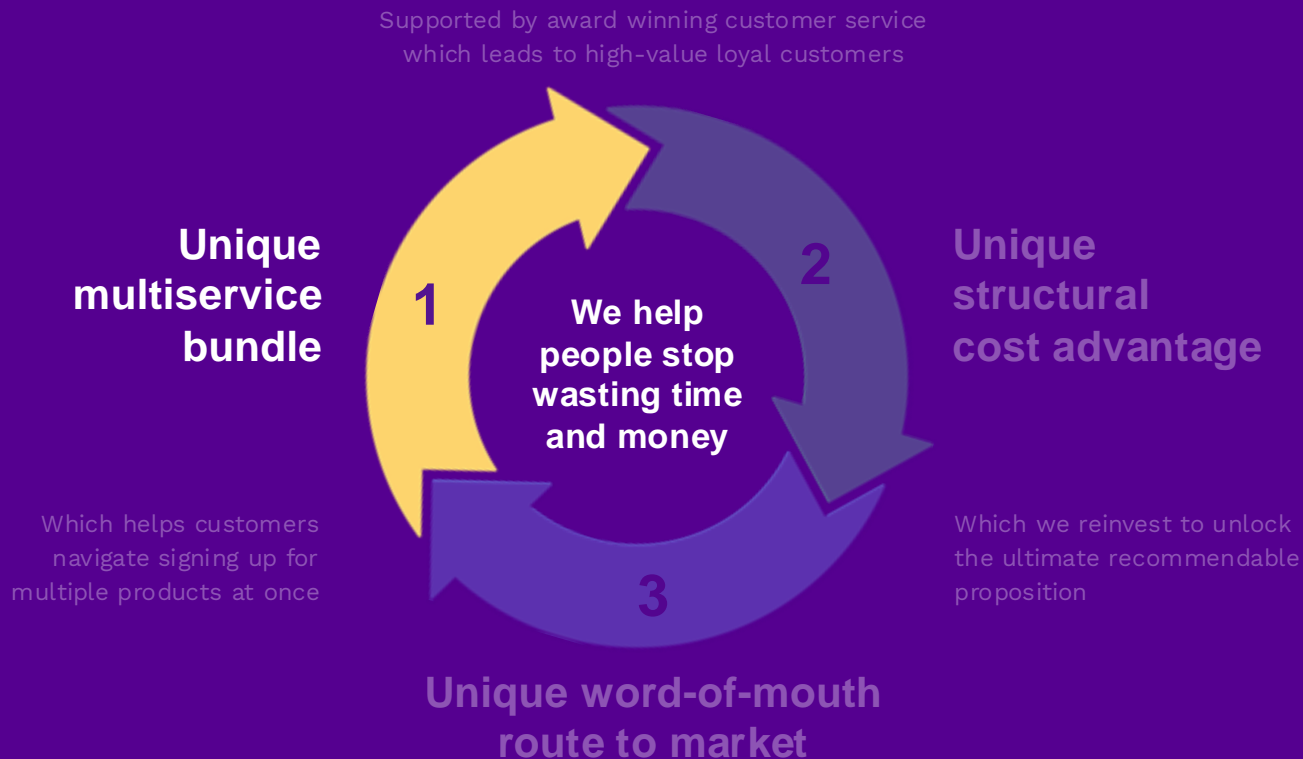 Supported by award winning customer service
which leads to high-value loyal customers
Unique
multiservice
bundle
1
2
Unique
structural
cost advantage
We help
people stop
wasting time
and money
Which helps customers
navigate signing up for
multiple products at once
Which we reinvest to unlock
the ultimate recommendable
proposition
3
Unique word-of-mouth
route to market